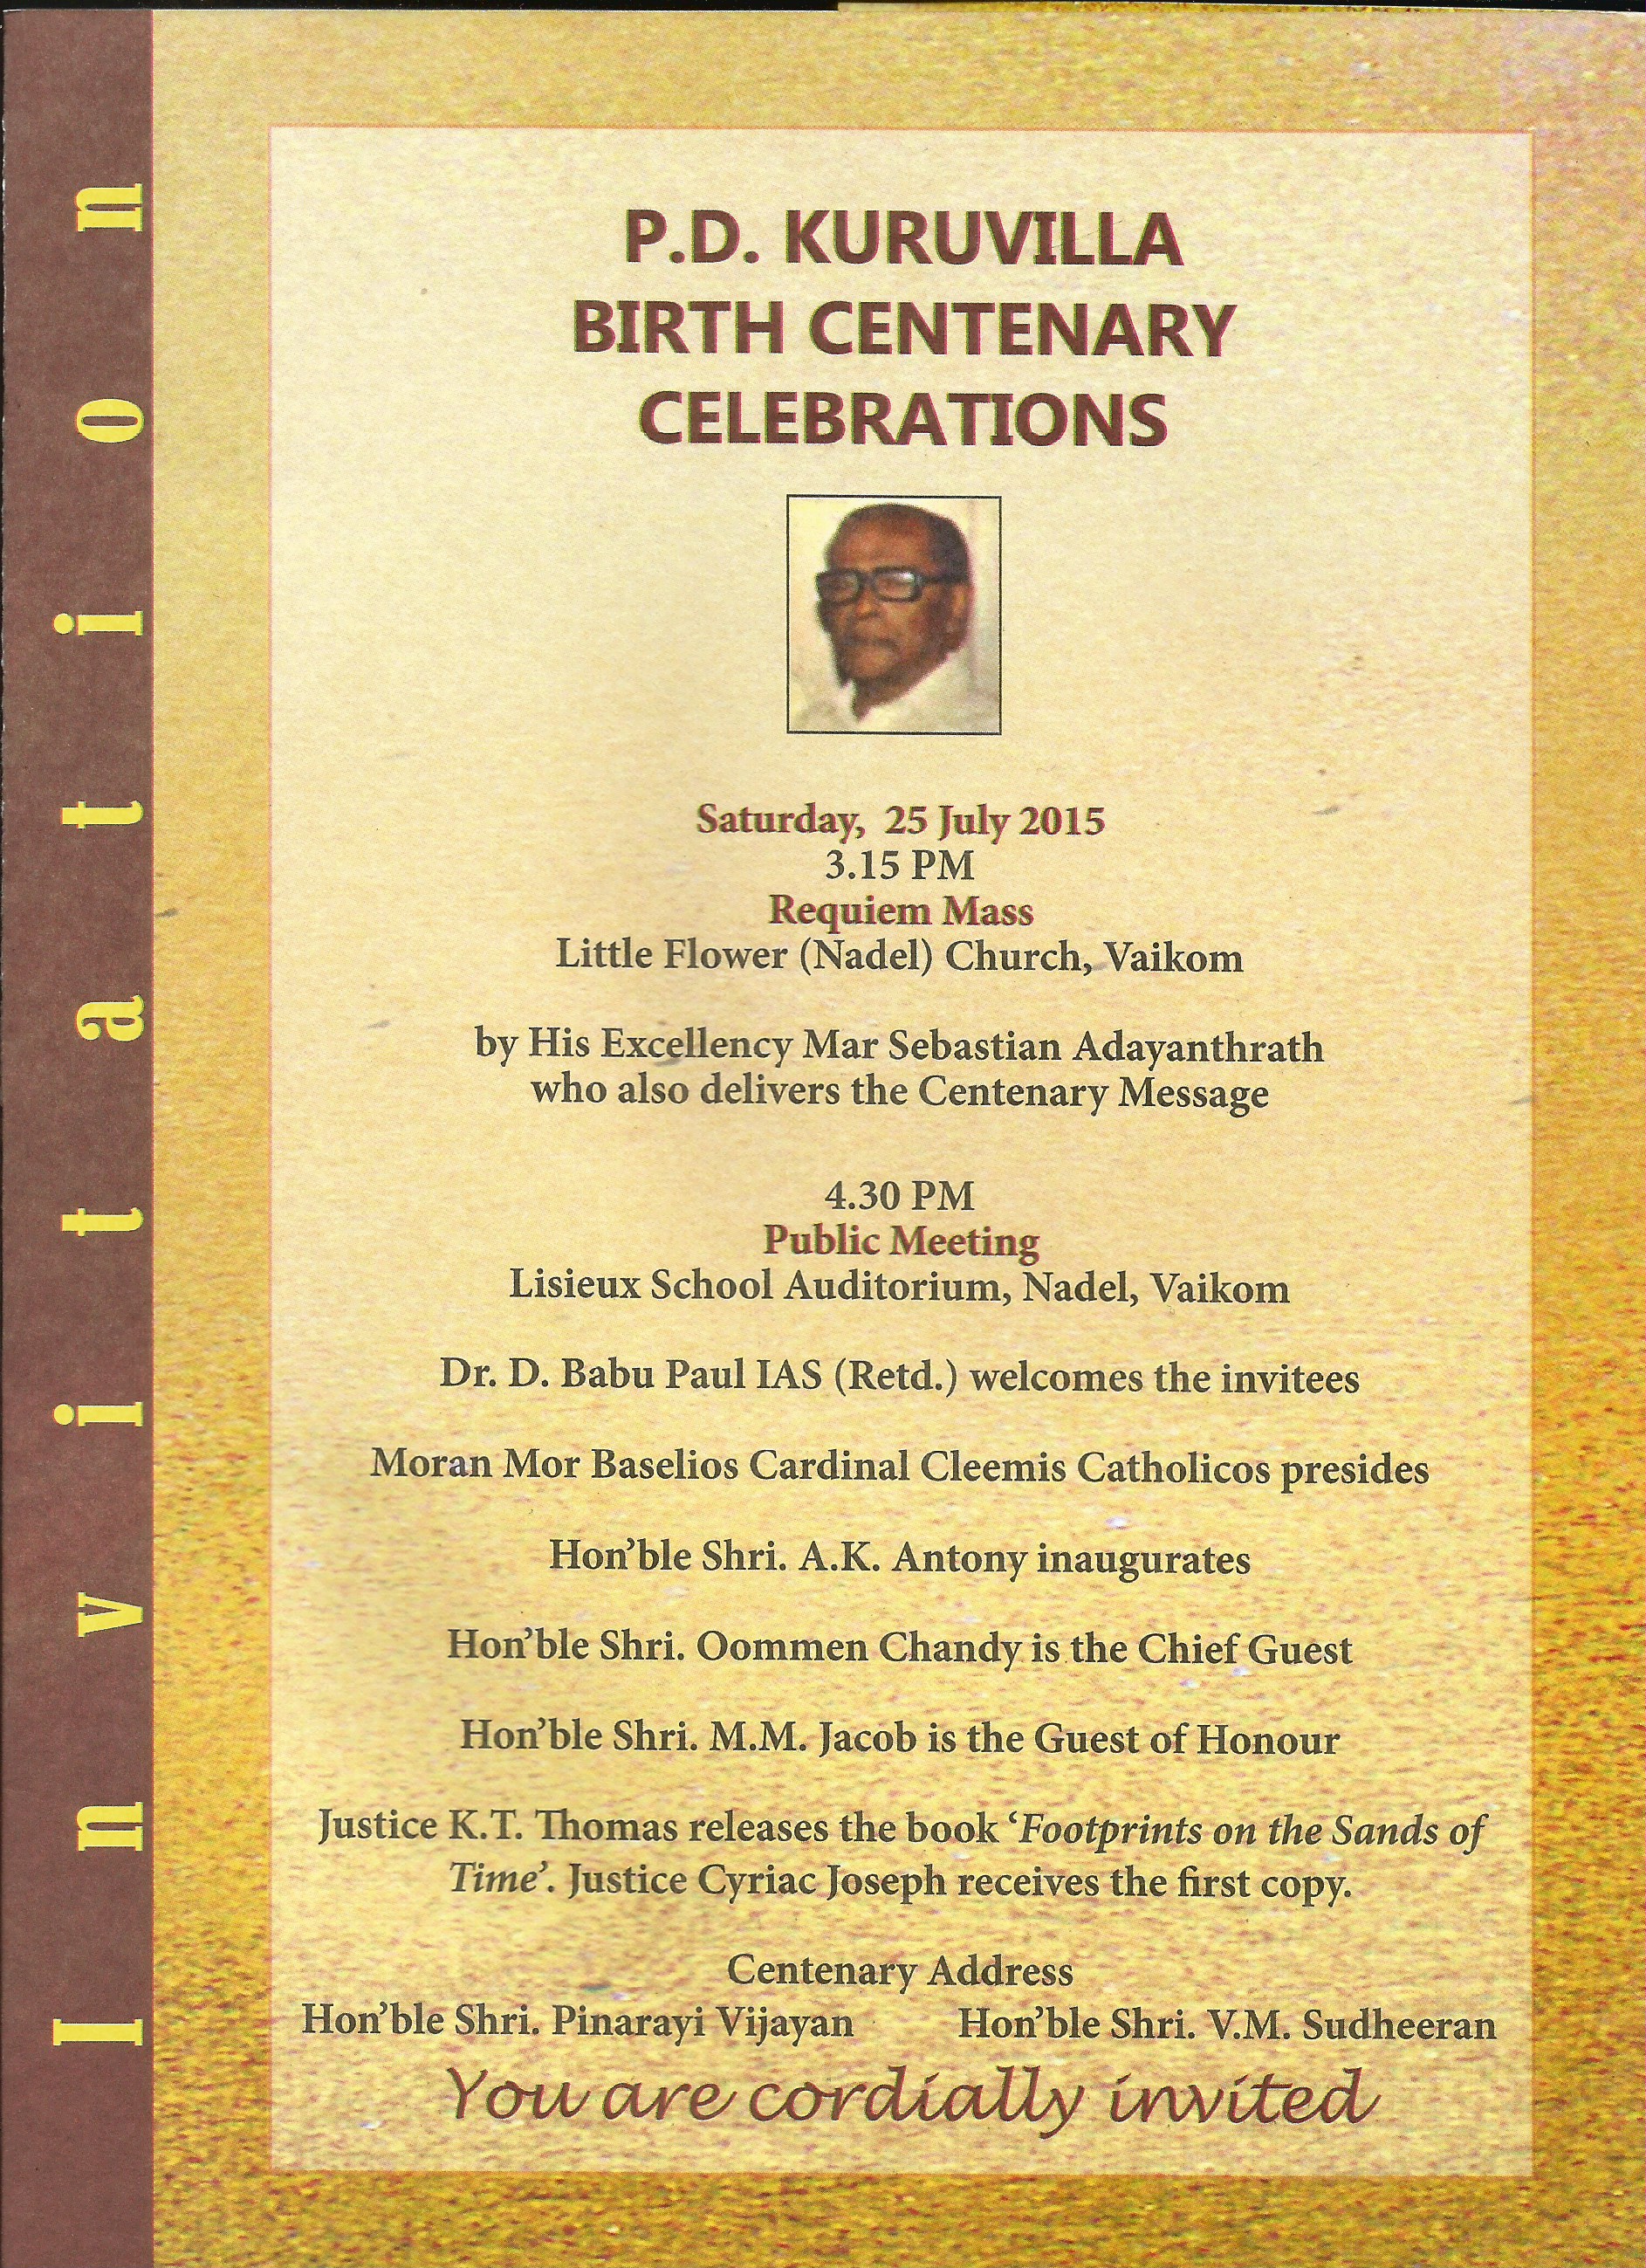 Invitation
P.D. KURUVILLA
BIRTH CENTENARY
CELEBRATIONS
Saturday, 25 July 2015
3.15 PM
Requiem Mass
Little Flower (Nadel) Church, Vaikom
by His Excellency Mar Sebastian Adayanthrath
who also delivers the Centenary Message
4.30 PM
Public Meeting
Lisieux School Auditorium, Nadel, Vaikom
Dr. D. Babu Paul IAS (Retd.) welcomes the invitees
Moran Mor Baselios Cardinal Cleemis Catholicos presides
Hon’ble Shri. A.K. Antony inaugurates
Hon’ble Shri. Oommen Chandy is the Chief Guest
Hon’ble Shri. M.M. Jacob is the Guest of Honour
Justice K.T. Thomas releases the book ‘Footprints on the Sands of
Time’. Justice Cyriac Joseph receives the first copy.
Centenary Address
Hon’ble Shri. Pinarayi Vijayan Hon’ble Shri. V.M. Sudheeran
You are cordially invited